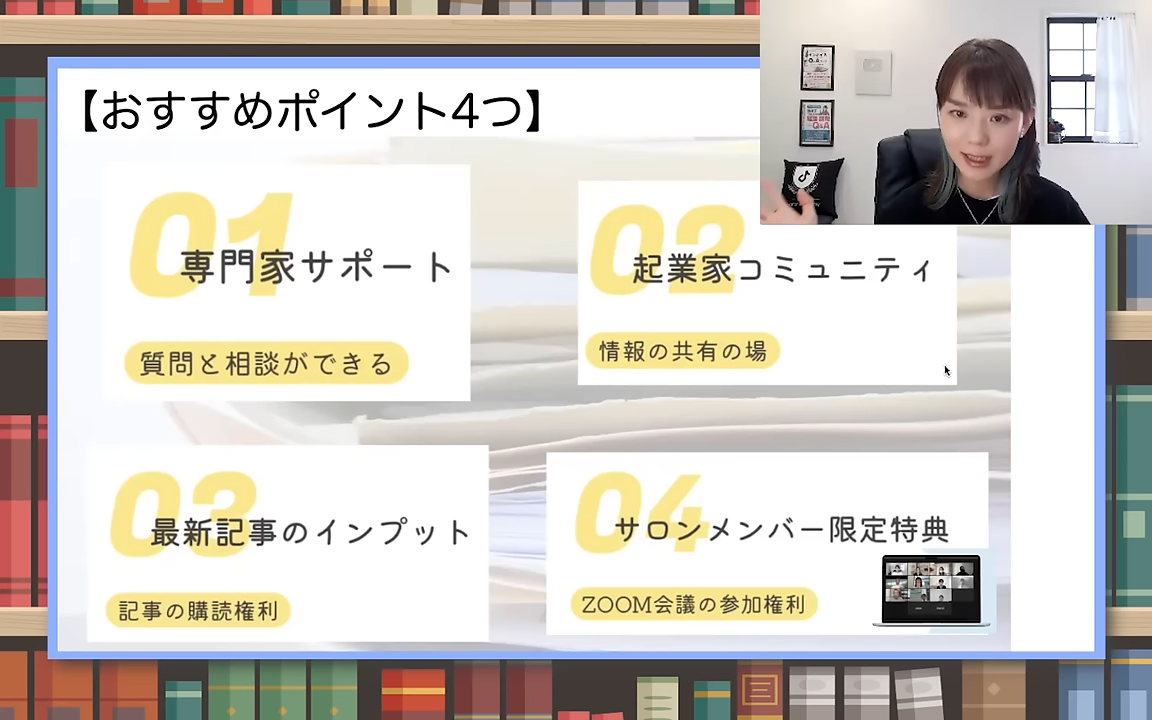 【おすすめポイント4つ】
01
専門家サポート
質問と相談ができる
02
起業家コミュニティ
情報の共有の場
03
最新記事のインプット
記事の購読権利
04
サロンメンバー限定特典
ZOOM会議の参加権利
Q&A
Q&A